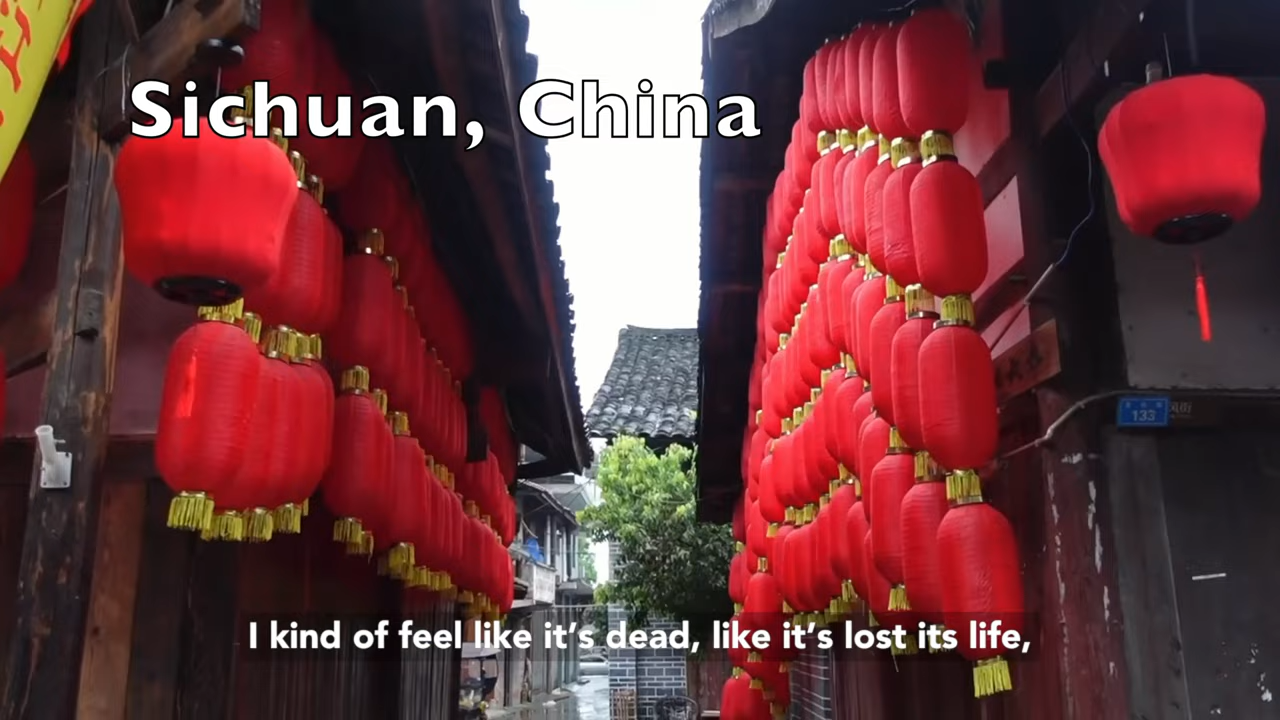 Sichuan, China
133
I kind of feel like it's dead, like it's lost its life,